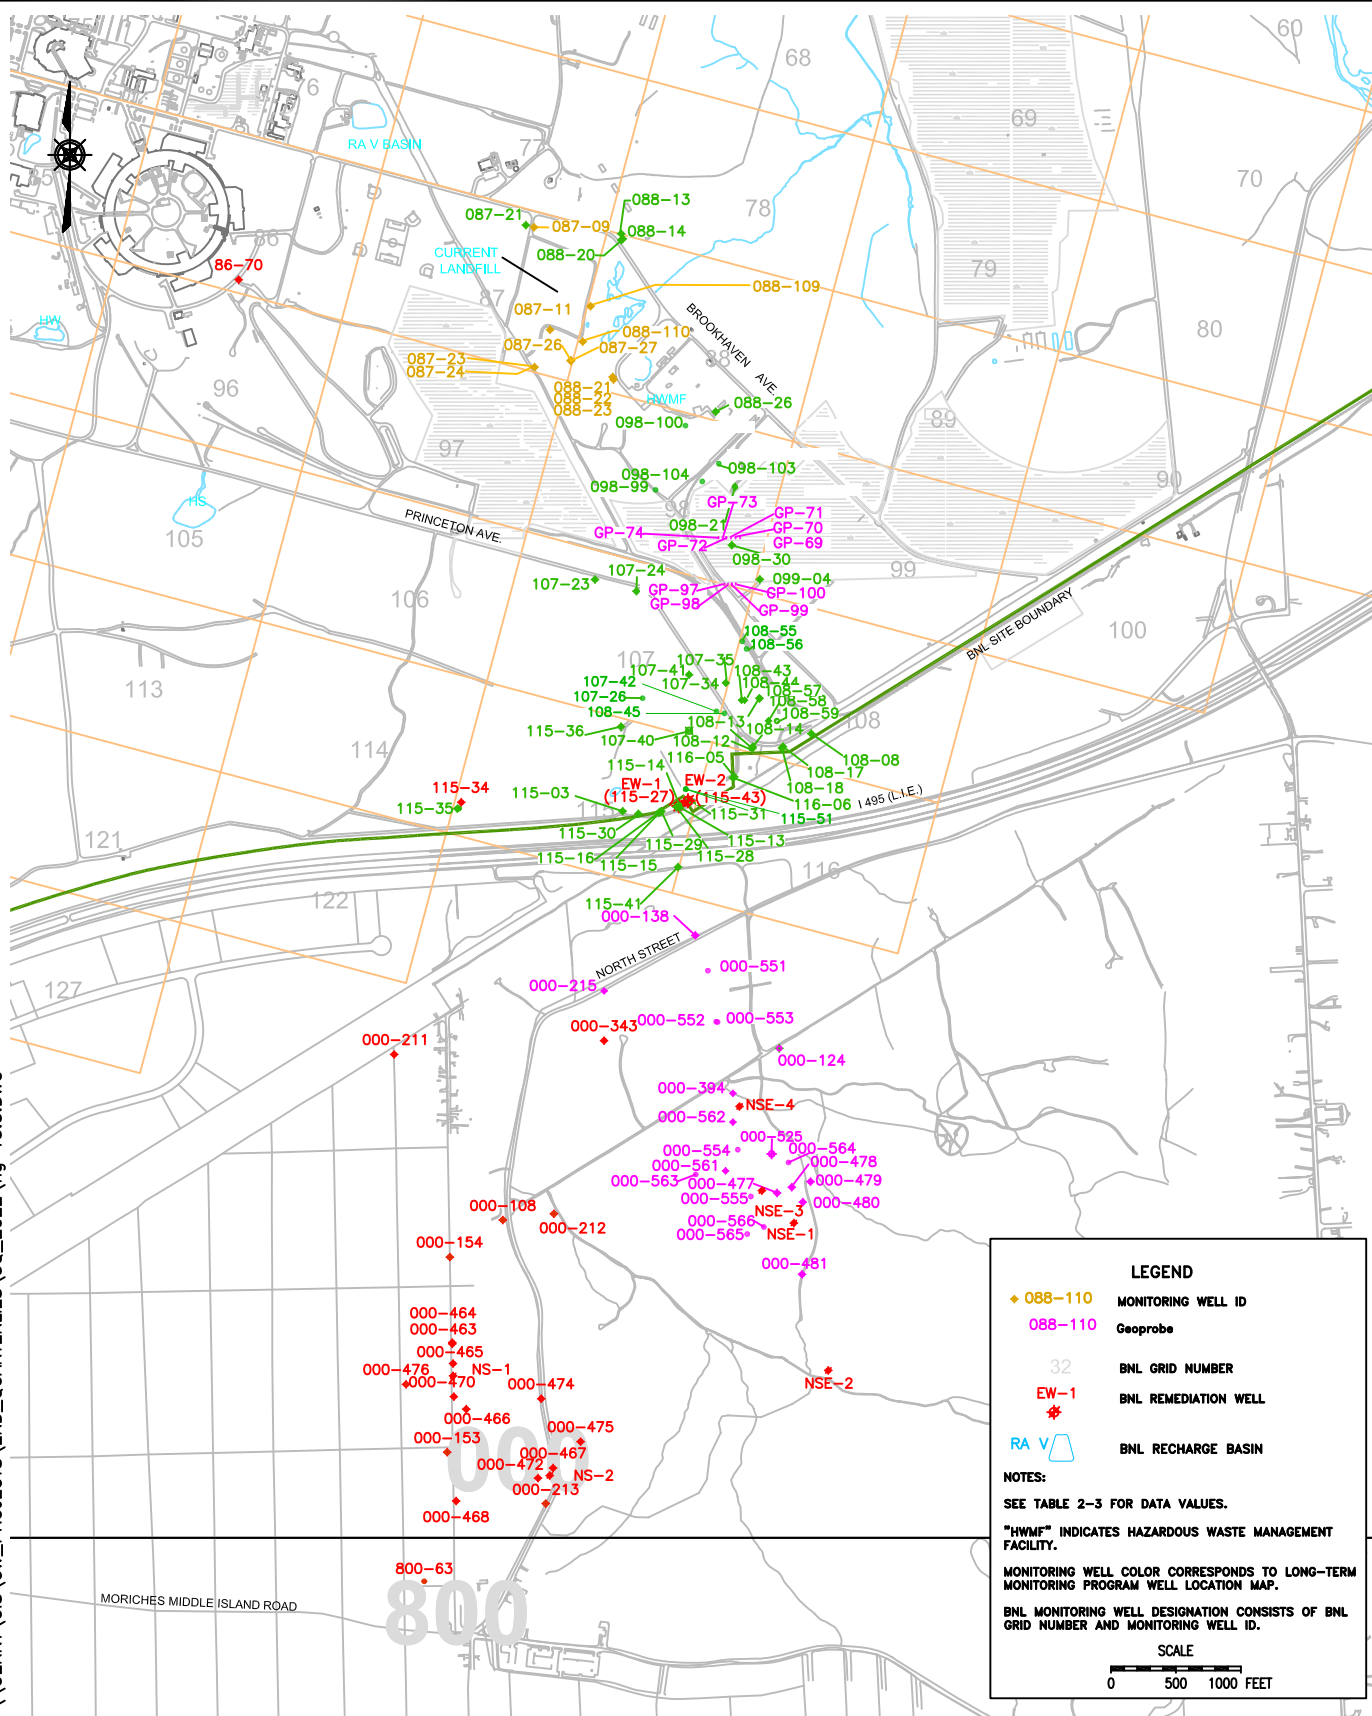 60
68
69
6
RA V BASIN
77
85
70
78
088-13
087-21
087-09
088-14
86
088-20
CURRENT
LANDFILL
86-70
79
87
088-109
087-11
BROOKHAVEN AVE.
HW
80
088-110
087-26
087-27
087-23
087-24
88
96
088-21
088-22
088-23
HWMF
088-26
098-100
89
97
098-104
098-103
098-99
90
HS
GP-73
98
GP-71
PRINCETON AVE.
098-21
GP-70
GP-74
105
GP-72
GP-69
098-30
107-24
99
107-23
099-04
GP-97
GP-100
106
GP-98
GP-99
BNL SITE BOUNDARY
108-55
100
108-56
107
107-35
107-41
108-43
107-42
107-34
108-44
113
107-26
108-57
108-58
108-45
108-59
108
108-13
108-14
115-36
107-40
108-12
114
116-05
108-08
115-14
108-17
EW-1
EW-2
108-18
115-34
(115-27)
(115-43)
I 495 (L.I.E.)
115-03
115-35
116-06
115
115-31
115-51
121
115-30
115-29
115-13
115-16
115-15
115-28
116
122
115-41
000-138
NORTH STREET
000-551
127
000-215
000-343
000-552
000-553
000-211
000-124
000-394
NSE-4
000-562
000-525
000-554
000-564
000-561
000-478
000-563
000-477
000-479
000-555
000-480
000-108
NSE-3
000-212
000-566
000-565
NSE-1
000-154
000-481
000-464
000-463
000-465
000-476
NS-1
000-470
000-474
NSE-2
000-466
000-475
000-153
000
000-467
000-472
NS-2
000-213
000-468
800-63
800
MORICHES MIDDLE ISLAND ROAD
LEGEND
088-110 MONITORING WELL ID
088-110 Geoprobe
32 BNL GRID NUMBER
EW-1 BNL REMEDIATION WELL
RA V BNL RECHARGE BASIN
NOTES:
SEE TABLE 2-3 FOR DATA VALUES.
"HWMF" INDICATES HAZARDOUS WASTE MANAGEMENT
FACILITY.
MONITORING WELL COLOR CORRESPONDS TO LONG-TERM
MONITORING PROGRAM WELL LOCATION MAP.
BNL MONITORING WELL DESIGNATION CONSISTS OF BNL
GRID NUMBER AND MONITORING WELL ID.
SCALE
0 500 1000 FEET